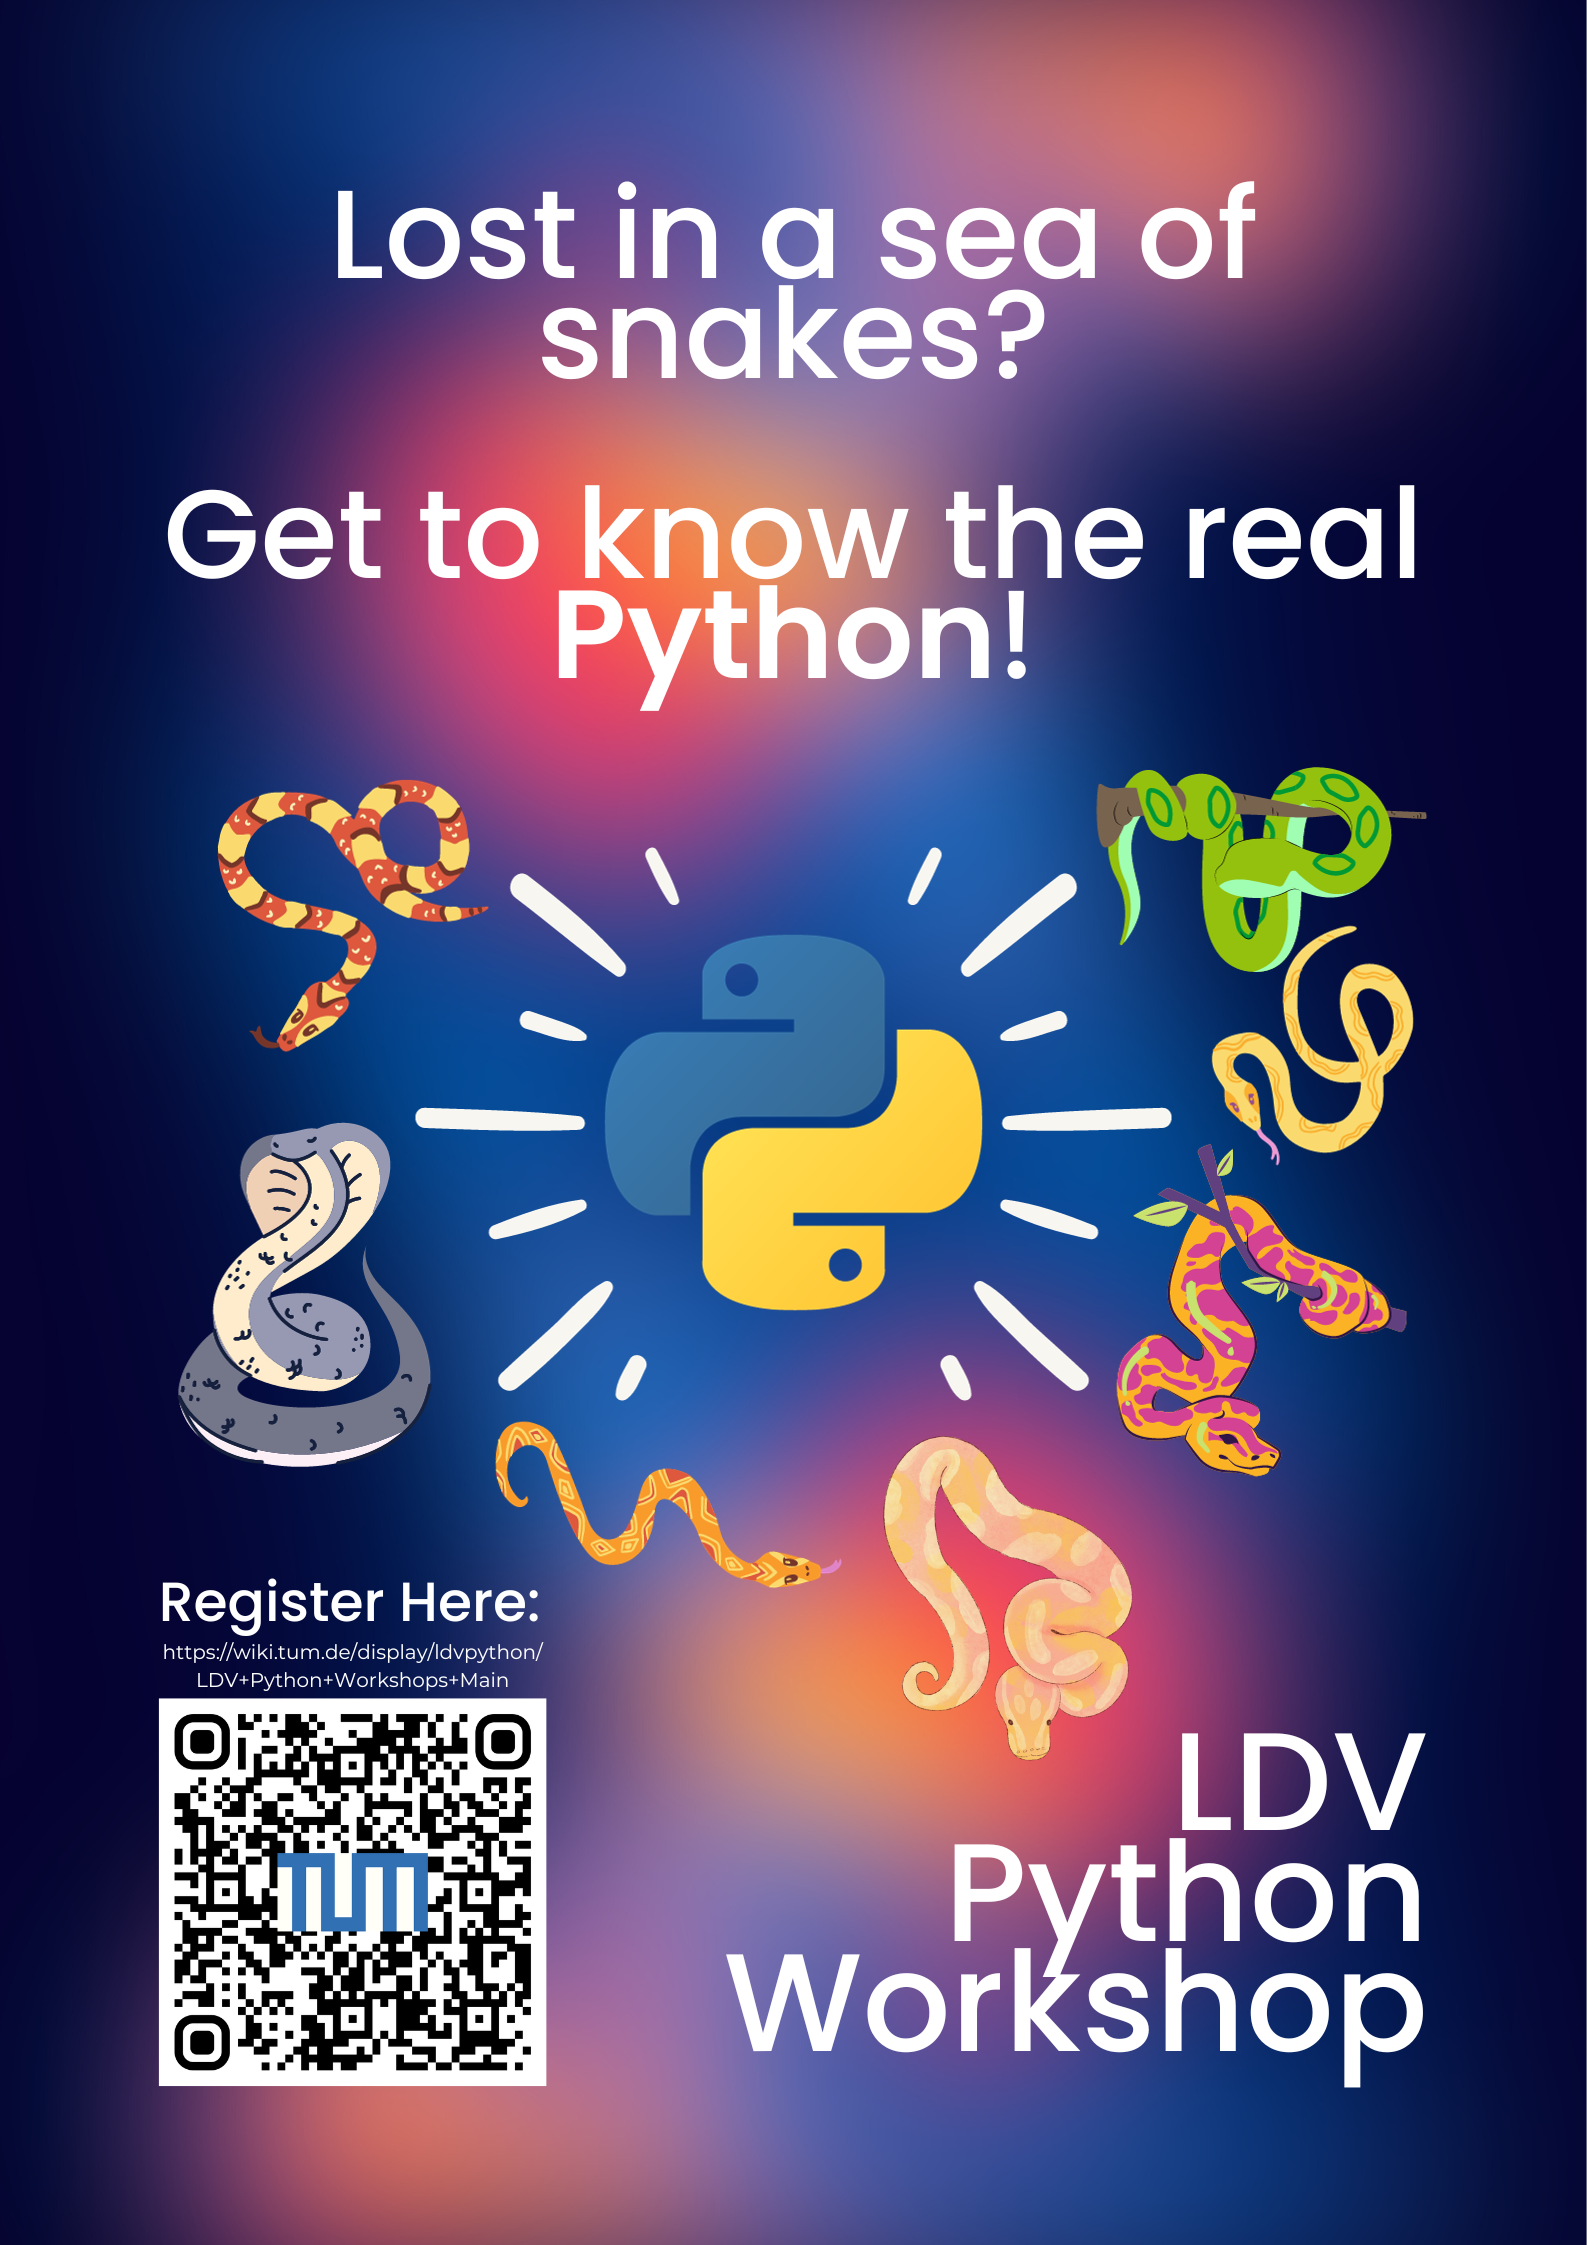 Lost in a sea of
snakes?
Get to know the real
Python!
Register Here:
https://wiki.tum.de/display/ldvpython/
LDV+Python+Workshops+Main
TUM
LDV
Python
Workshop